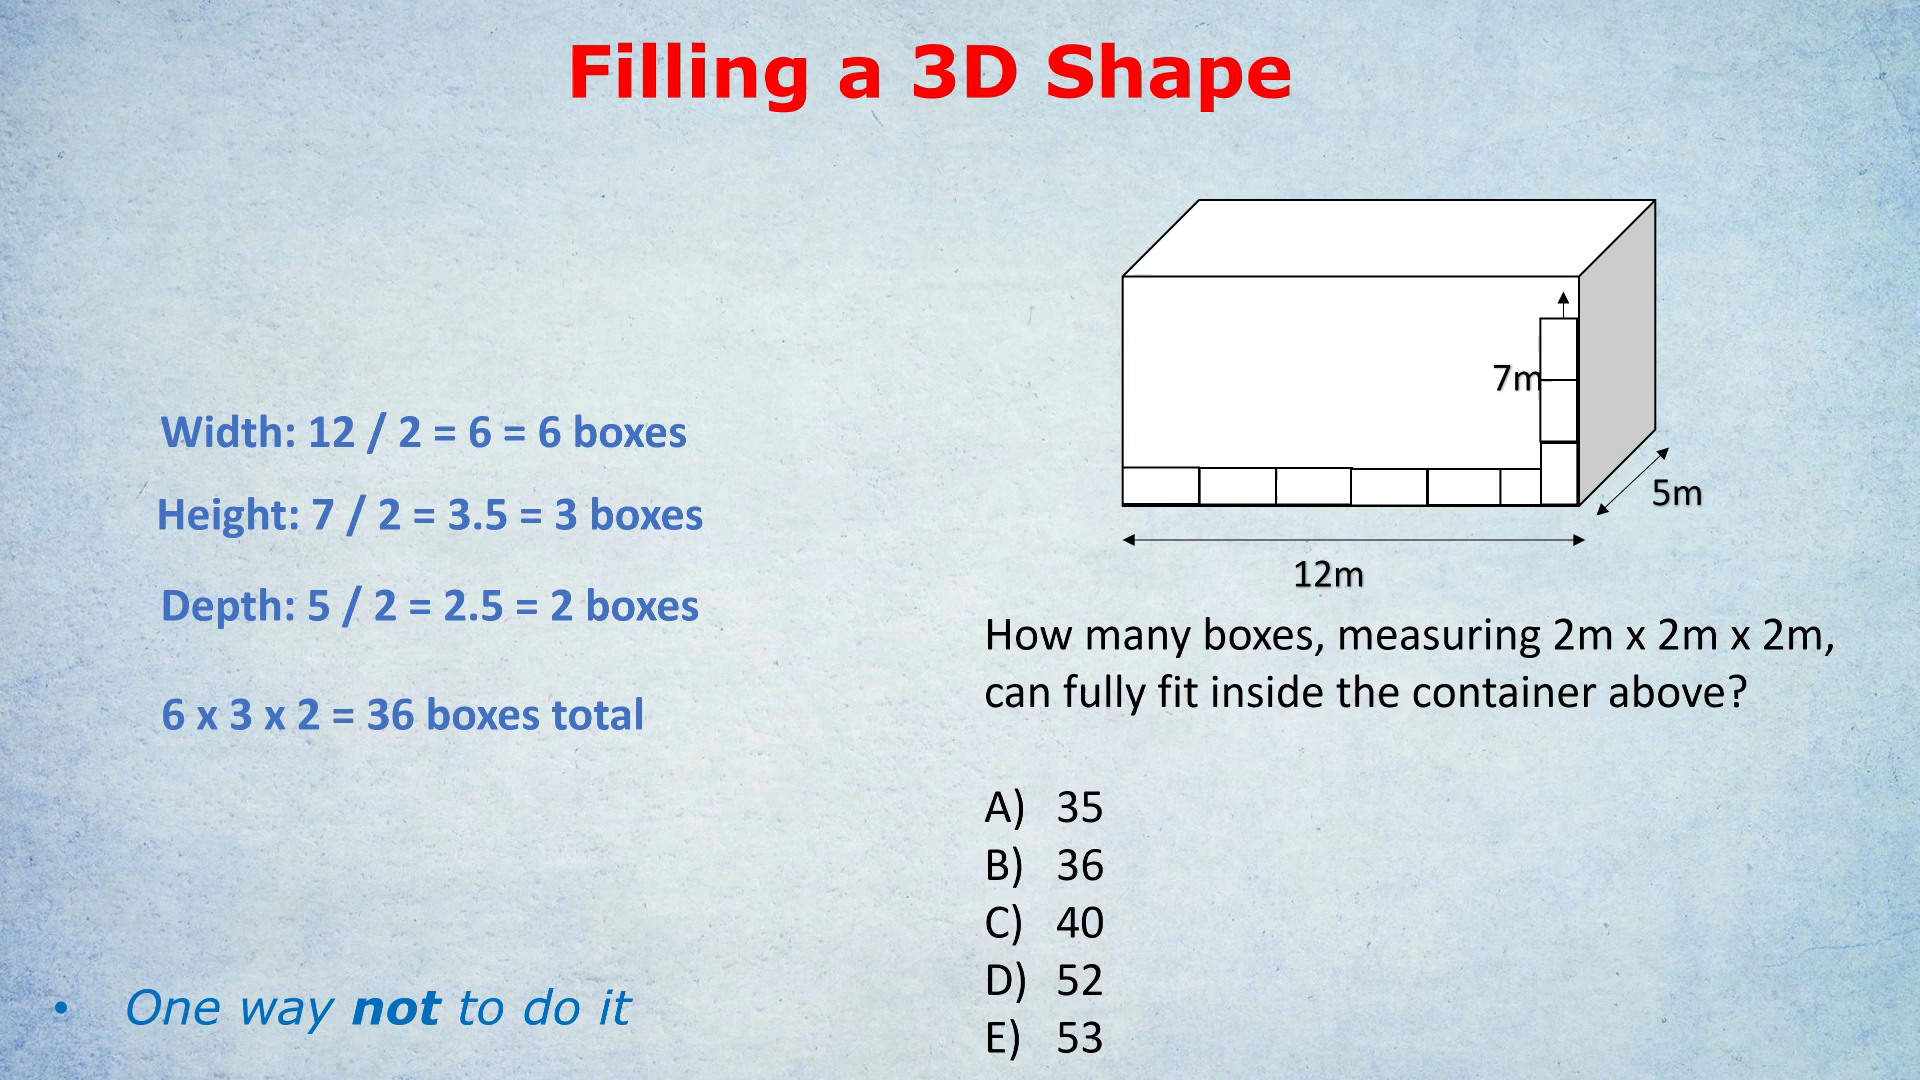 Filling a 3D Shape
Width: 12 / 2 = 6 = 6 boxes
Height: 7 / 2 = 3.5 = 3 boxes
Depth: 5 / 2 = 2.5 = 2 boxes
6 x 3 x 2 = 36 boxes total
• One way not to do it
7m
5m
12m
How many boxes, measuring 2m x 2m x 2m,
can fully fit inside the container above?
A) 35
B) 36
C) 40
D) 52
E) 53